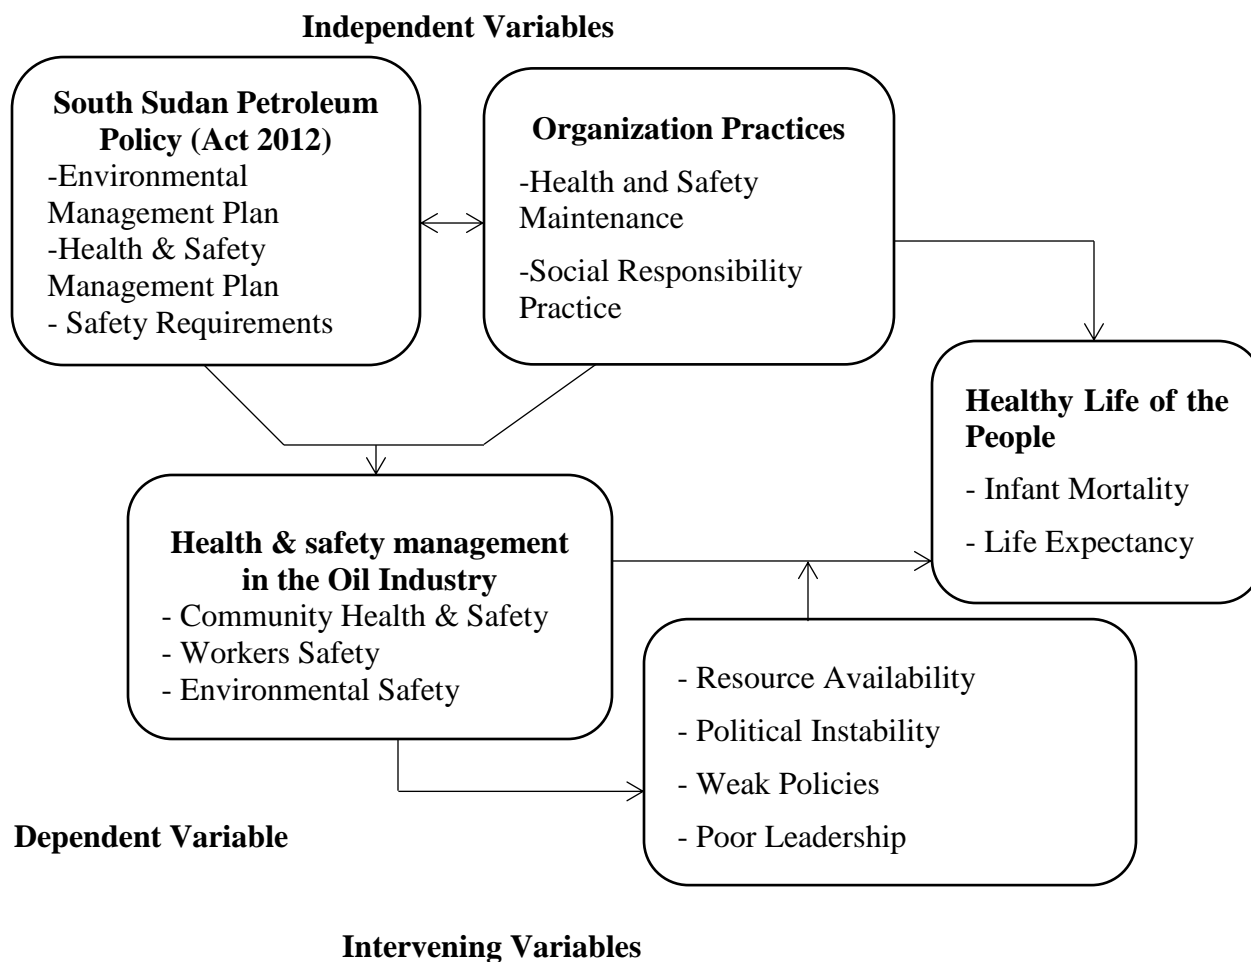 Independent Variables
South Sudan Petroleum
Policy (Act 2012)
-Environmental
Management Plan
-Health & Safety
Management Plan
- Safety Requirements
Organization Practices
-Health and Safety
Maintenance
-Social Responsibility
Practice
Healthy Life of the
People
- Infant Mortality
- Life Expectancy
Health & safety management
in the Oil Industry
- Community Health & Safety
- Workers Safety
- Environmental Safety
- Resource Availability
- Political Instability
- Weak Policies
- Poor Leadership
Dependent Variable
Intervening Variables